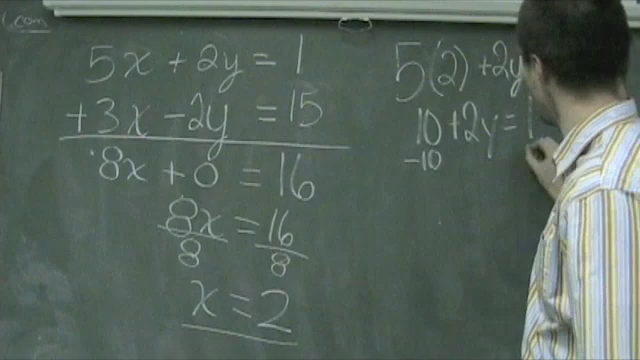 .com
5x + 2y = 1
+ 3x - 2y = 15
8x + 0 = 16
8x = 16
8 8
x = 2
5(2) + 2y
10 + 2y = 1
-10